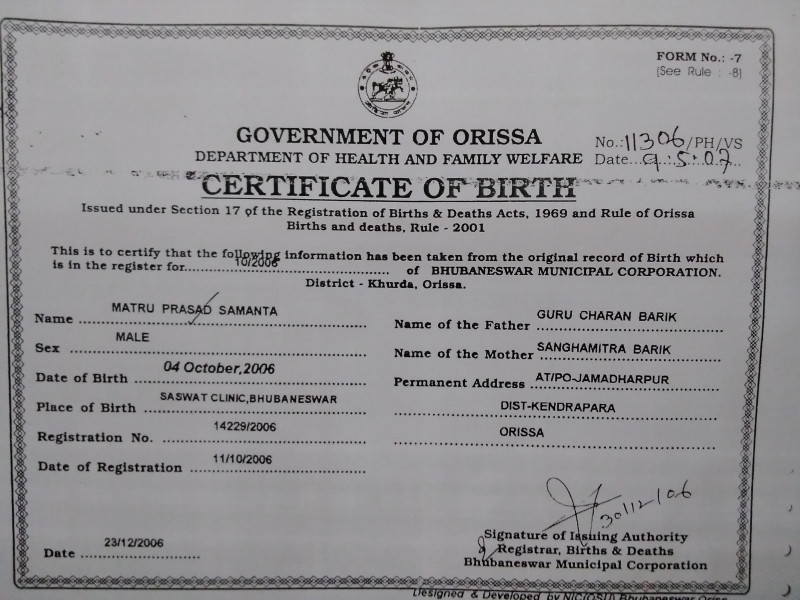 FORM No.: -7
(See Rule : -8)
GOVERNMENT OF ORISSA
No.:11306/PH/VS
DEPARTMENT OF HEALTH AND FAMILY WELFARE
Date...9.:.5.:.07..
CERTIFICATE OF BIRTH
Issued under Section 17 of the Registration of Births & Deaths Acts, 1969 and Rule of Orissa
Births and deaths, Rule - 2001
This is to certify that the following information has been taken from the original record of Birth which
is in the register for 10/2006 of BHUBANESWAR MUNICIPAL CORPORATION.
District - Khurda, Orissa.
Name MATRU PRASAD SAMANTA
Sex MALE
Date of Birth 04 October,2006
Place of Birth SASWAT CLINIC,BHUBANESWAR
Registration No. 14229/2006
Date of Registration 11/10/2006
Name of the Father GURU CHARAN BARIK
Name of the Mother SANGHAMITRA BARIK
Permanent Address AT/PO-JAMADHARPUR
DIST-KENDRAPARA
ORISSA
30/12/06
Date 23/12/2006
Signature of Issuing Authority
Registrar, Births & Deaths
Bhubaneswar Municipal Corporation
Designed & Developed by NIC(OSU) Bhubaneswar